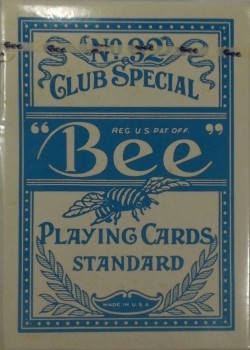 Bee Bee Bee Bee Bee
"No 92"
CLUB SPECIAL
REG. U.S. PAT. OFF.
"Bee"
PLAYING CARDS
STANDARD
MADE IN U.S.A.